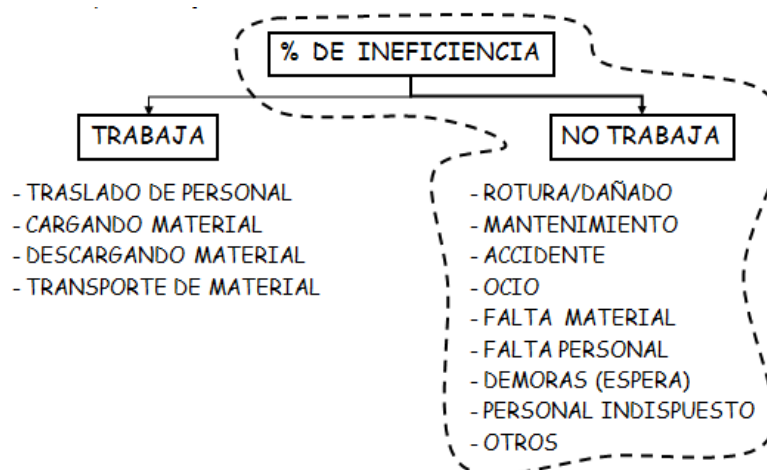 % DE INEFICIENCIA
TRABAJA
- TRASLADO DE PERSONAL
- CARGANDO MATERIAL
- DESCARGANDO MATERIAL
- TRANSPORTE DE MATERIAL
NO TRABAJA
- ROTURA/DAÑADO
- MANTENIMIENTO
- ACCIDENTE
- OCIO
- FALTA MATERIAL
- FALTA PERSONAL
- DEMORAS (ESPERA)
- PERSONAL INDISPUESTO
- OTROS